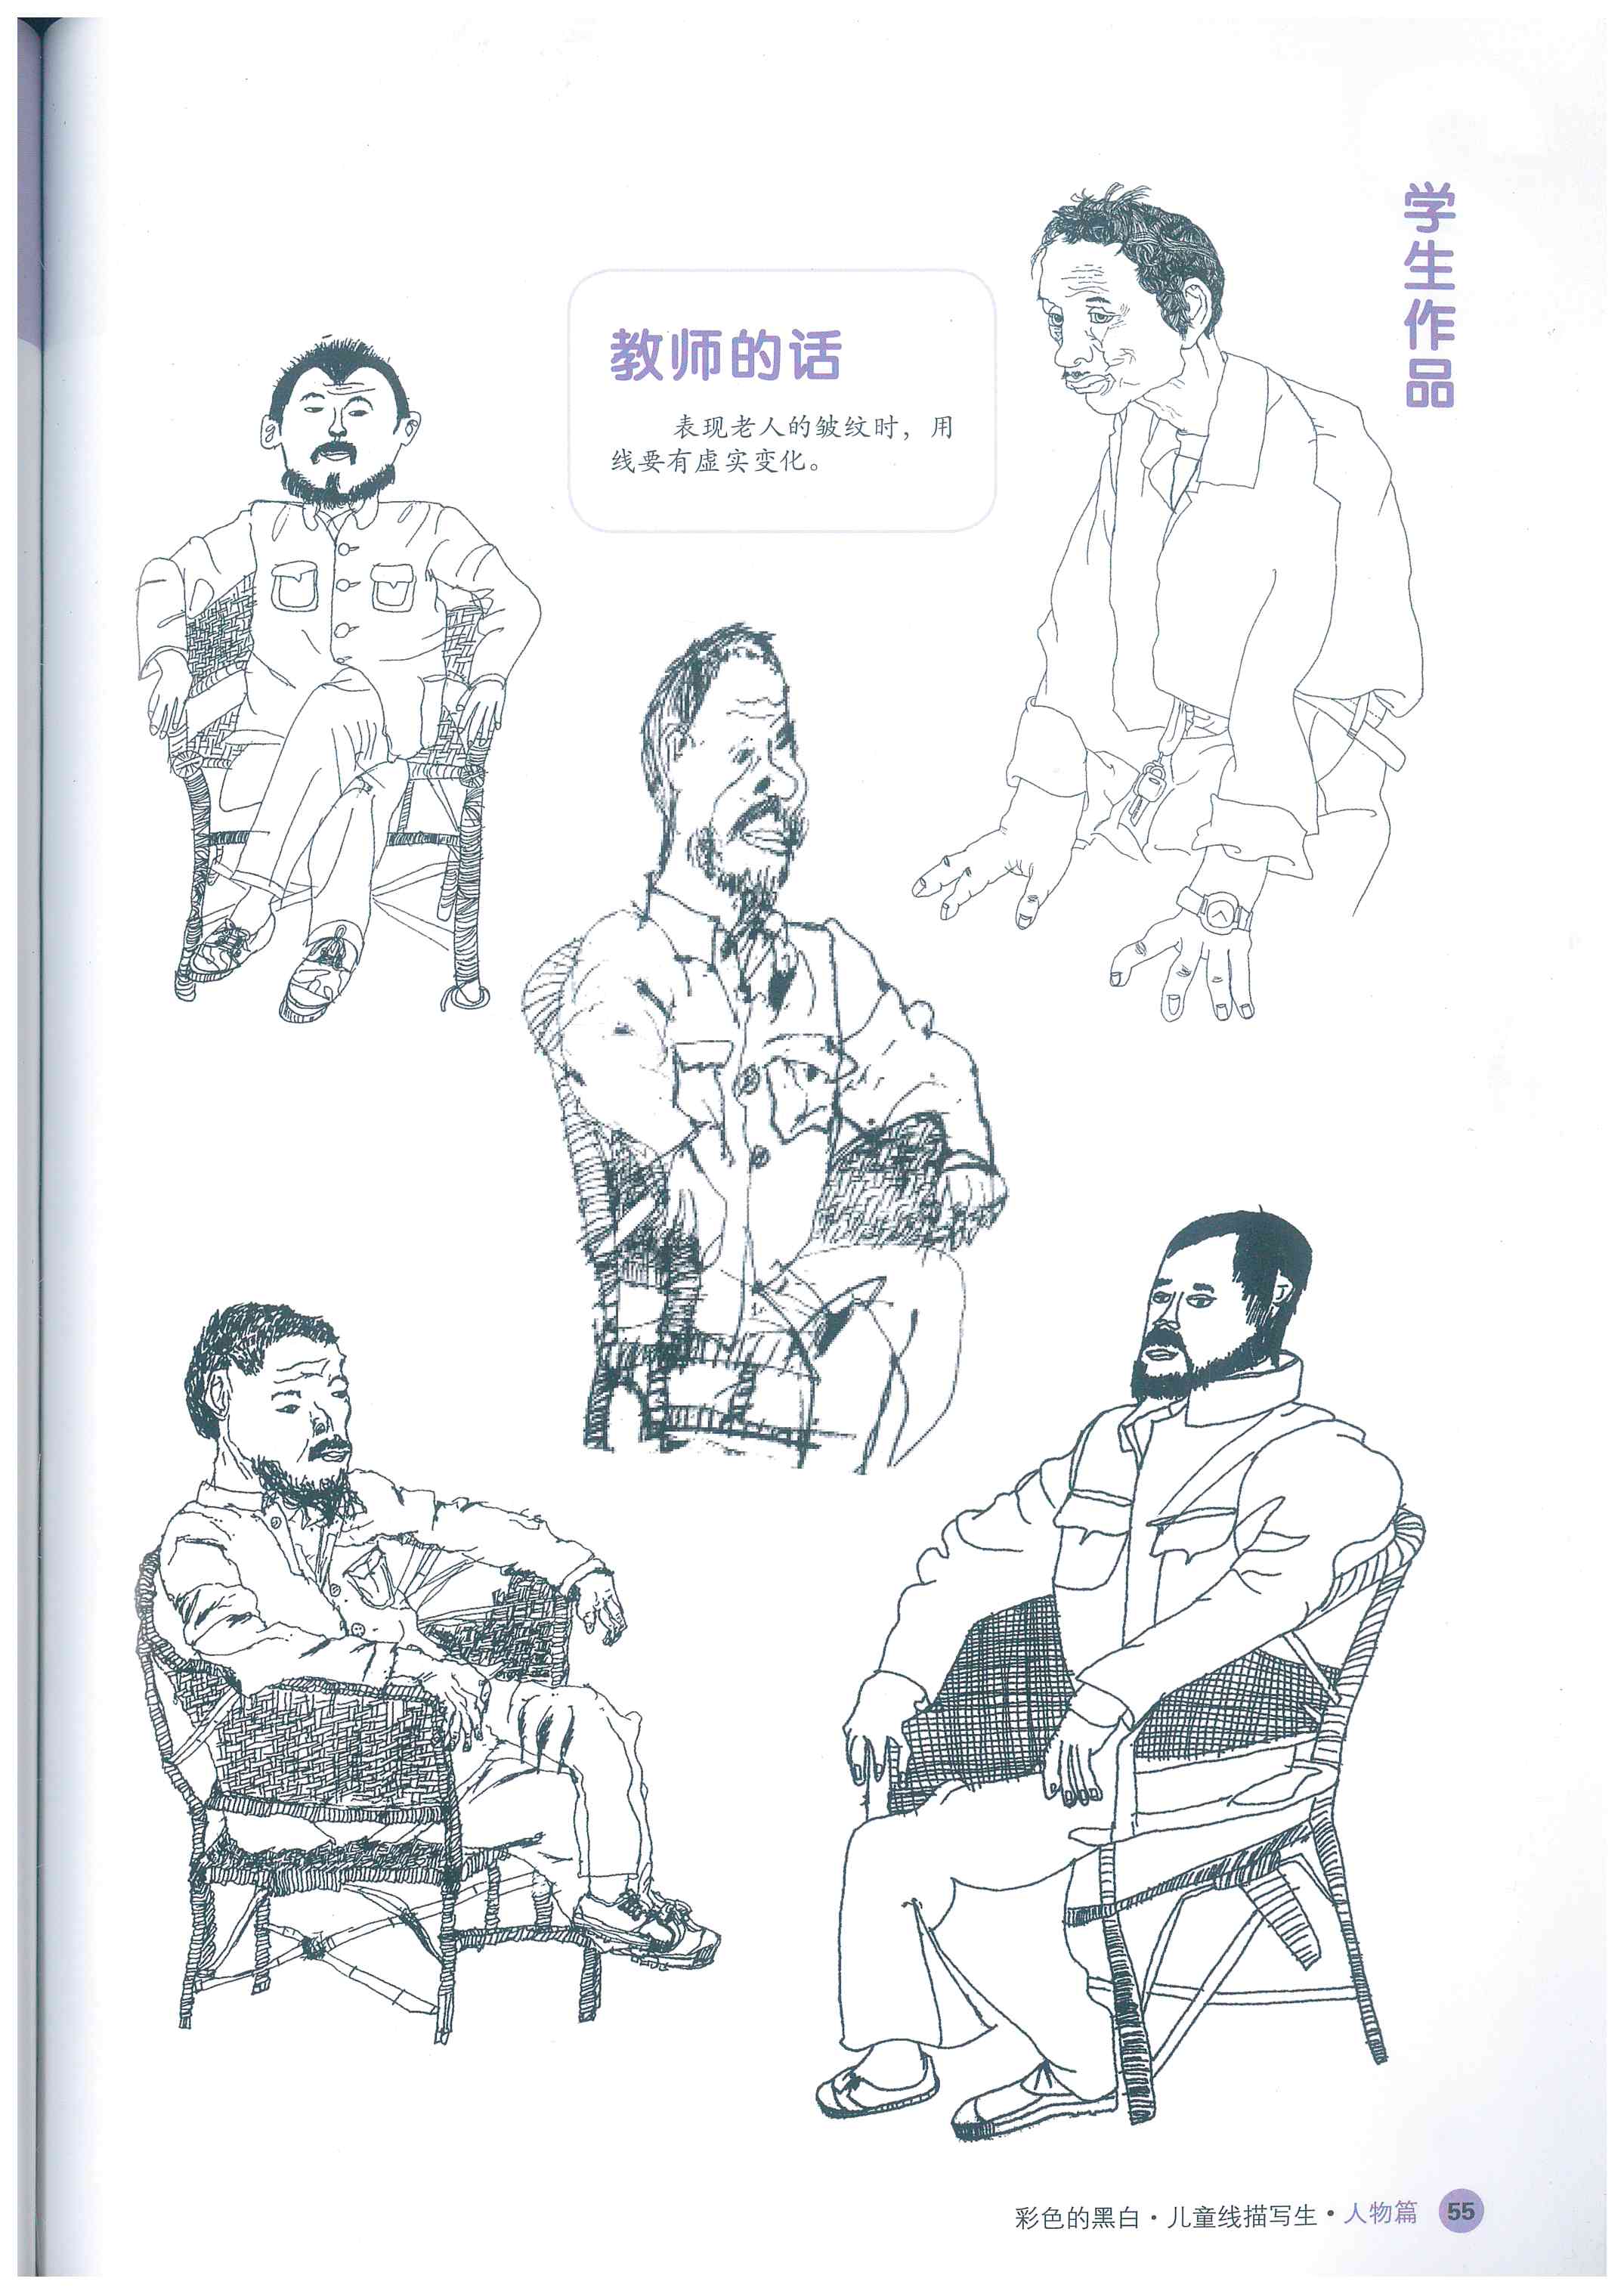 学生作品
教师的话
表现老人的皱纹时，用
线要有虚实变化。
彩色的黑白·儿童线描写生·人物篇 55